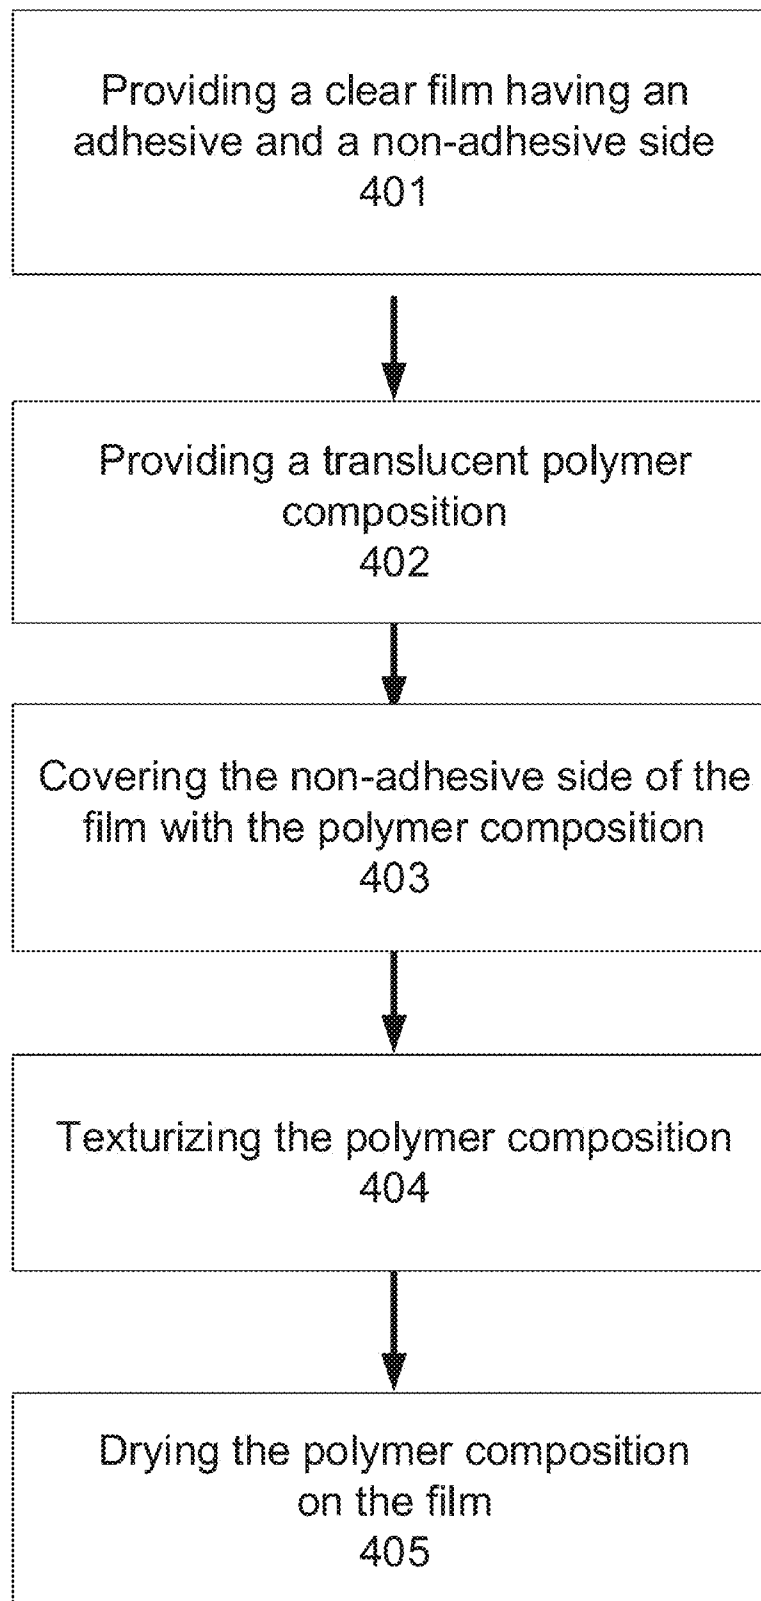 Providing a clear film having an
adhesive and a non-adhesive side
401
Providing a translucent polymer
composition
402
Covering the non-adhesive side of the
film with the polymer composition
403
Texturizing the polymer composition
404
Drying the polymer composition
on the film
405